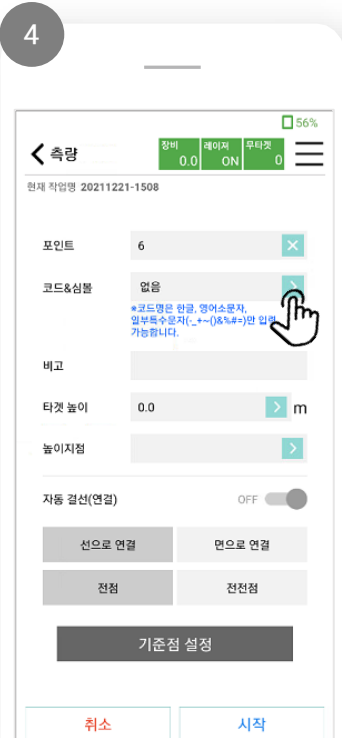 4
56%
측량
장비 0.0
레이저 ON
무타겟 0
현재 작업명 20211221-1508
포인트 6
코드&심볼 없음
*코드명은 한글, 영어소문자,
일부특수문자(-_+~()&%#=)만 입력
가능합니다.
비고
타겟 높이 0.0 m
높이지점
자동 결선(연결) OFF
선으로 연결 면으로 연결
전점 전전점
기준점 설정
취소 시작